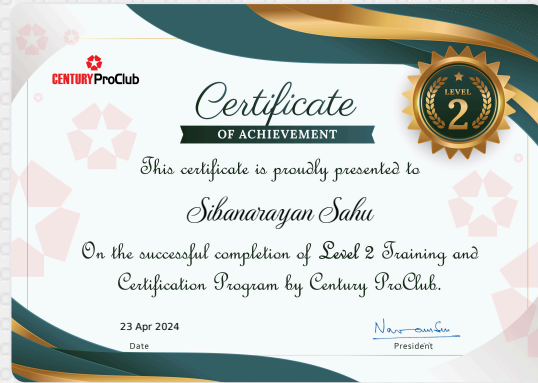 CENTURY ProClub
LEVEL
2
Certificate
OF ACHIEVEMENT
This certificate is proudly presented to
Sibanarayan Sahu
On the successful completion of Level 2 Training and
Certification Program by Century ProClub.
23 Apr 2024
Date
President